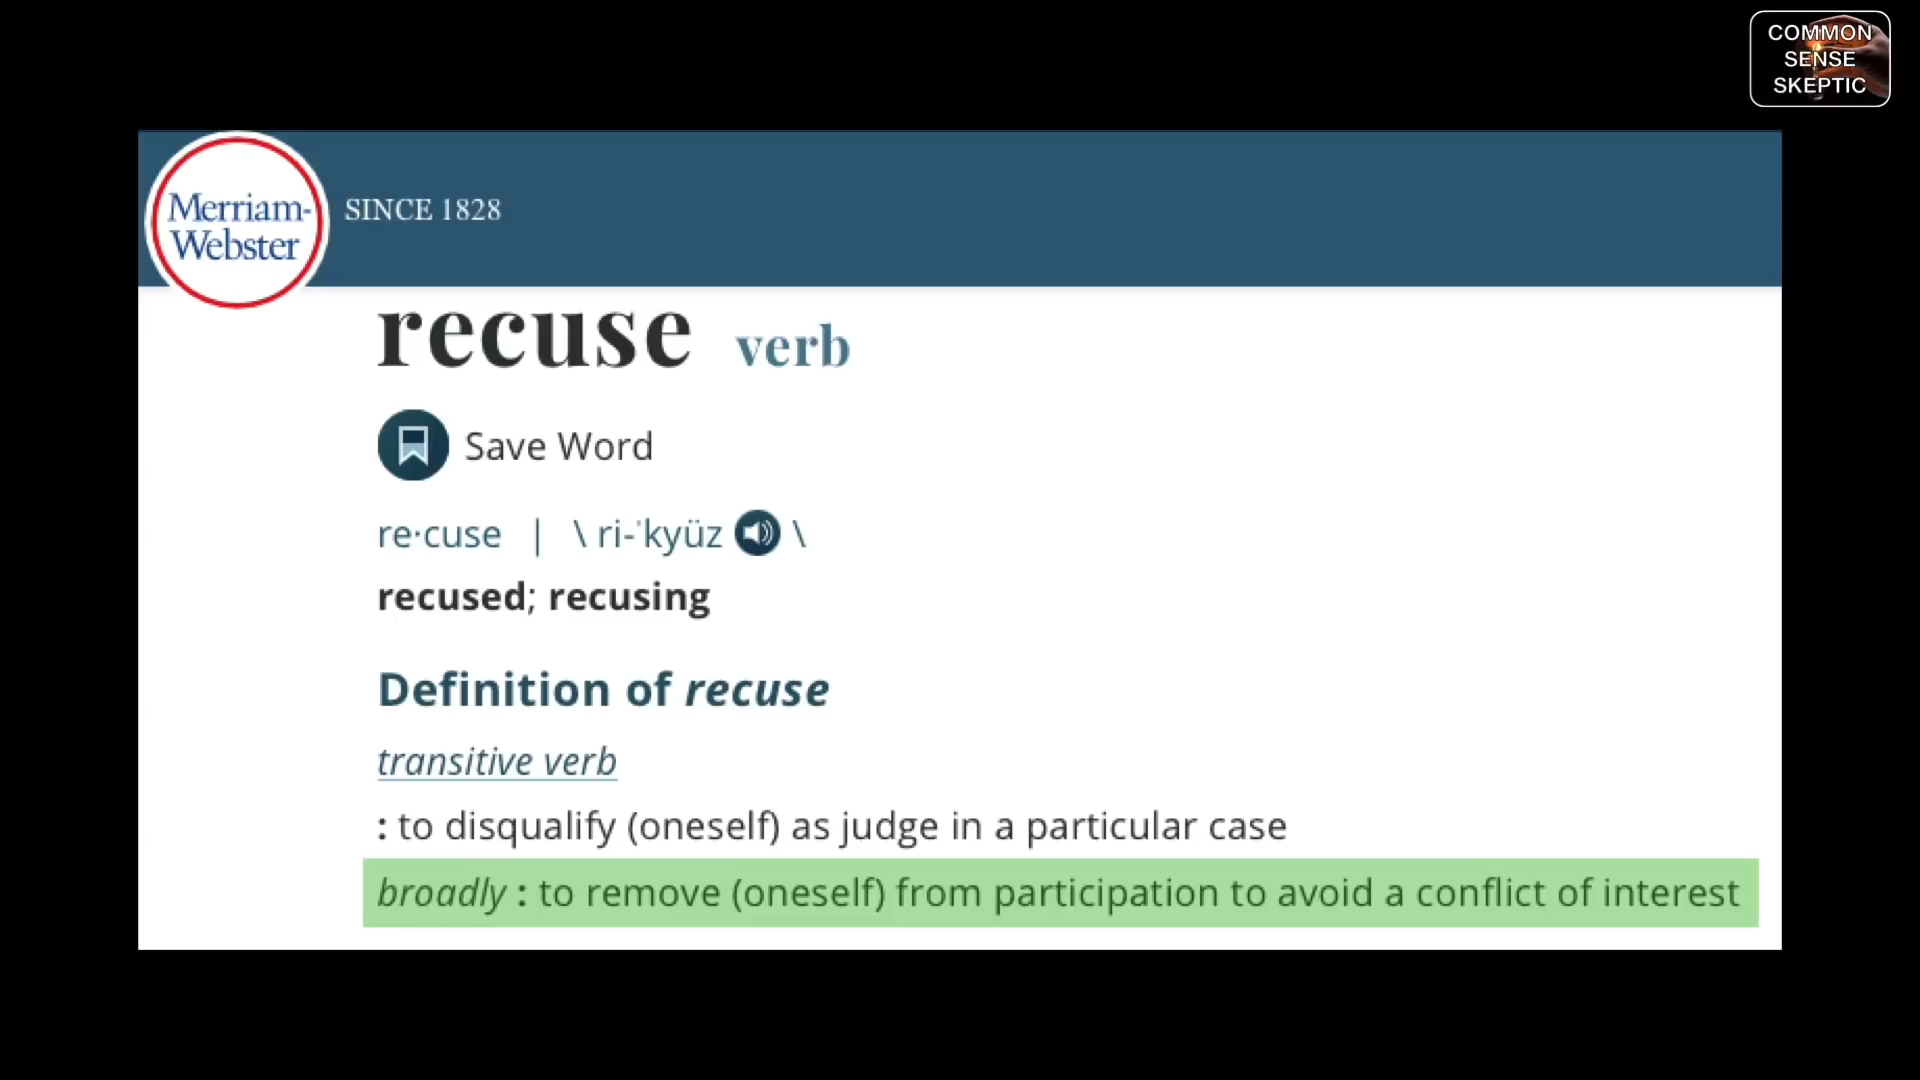 COMMON
SENSE
SKEPTIC
Merriam-
Webster
SINCE 1828
recuse verb
Save Word
re·cuse | \ ri-ˈkyüz \
recused; recusing
Definition of recuse
transitive verb
: to disqualify (oneself) as judge in a particular case
broadly : to remove (oneself) from participation to avoid a conflict of interest